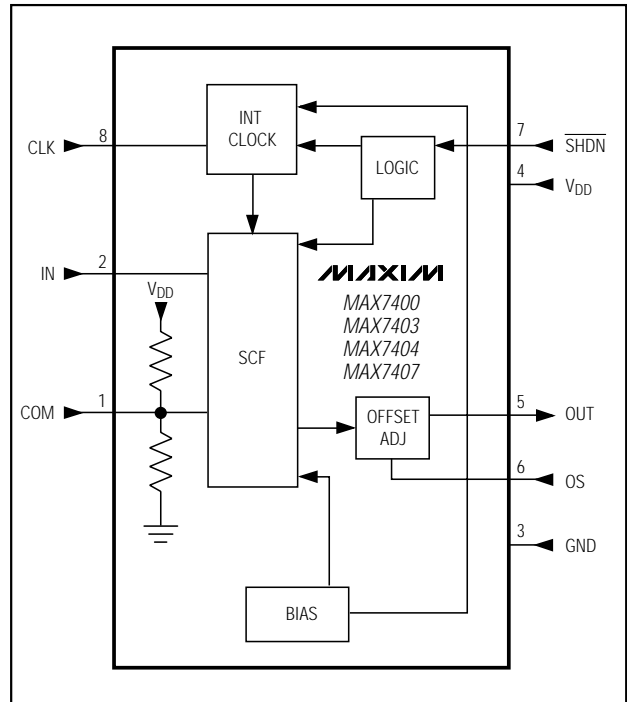 INT
CLOCK
8
CLK
LOGIC
7
SHDN
4
VDD
2
IN
VDD
MAXIM
MAX7400
MAX7403
MAX7404
MAX7407
SCF
1
COM
OFFSET
ADJ
5
OUT
6
OS
3
GND
BIAS